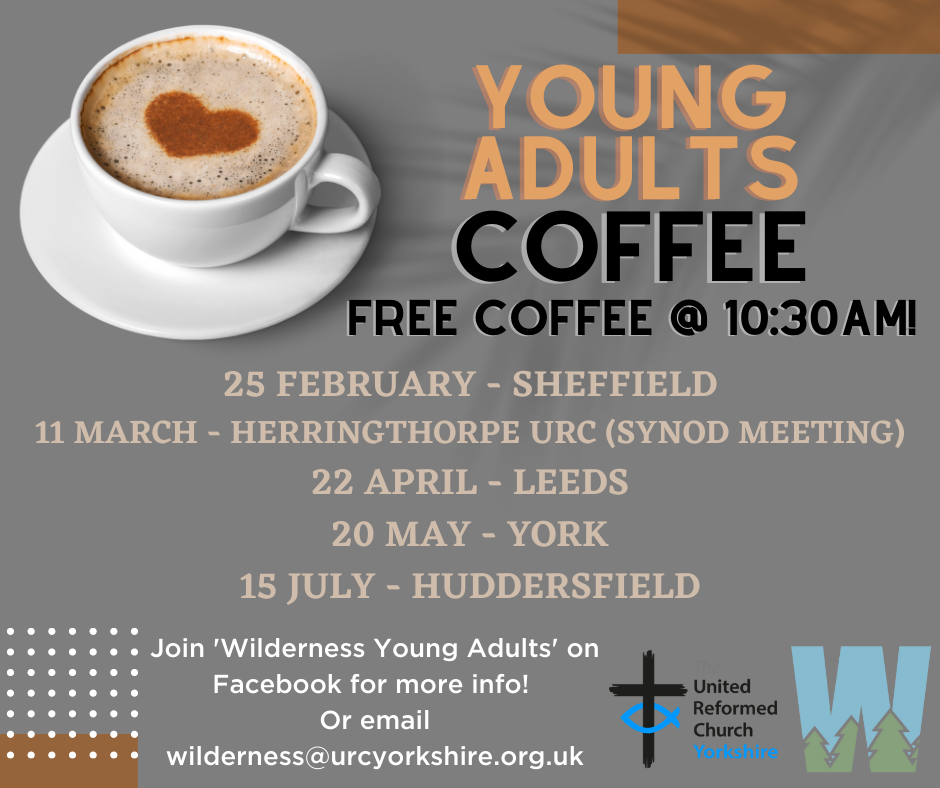 YOUNG
ADULTS
COFFEE
FREE COFFEE @ 10:30AM!
25 FEBRUARY - SHEFFIELD
11 MARCH - HERRINGTHORPE URC (SYNOD MEETING)
22 APRIL - LEEDS
20 MAY - YORK
15 JULY - HUDDERSFIELD
Join 'Wilderness Young Adults' on
Facebook for more info!
Or email
wilderness@urcyorkshire.org.uk
The
United
Reformed
Church
Yorkshire
W